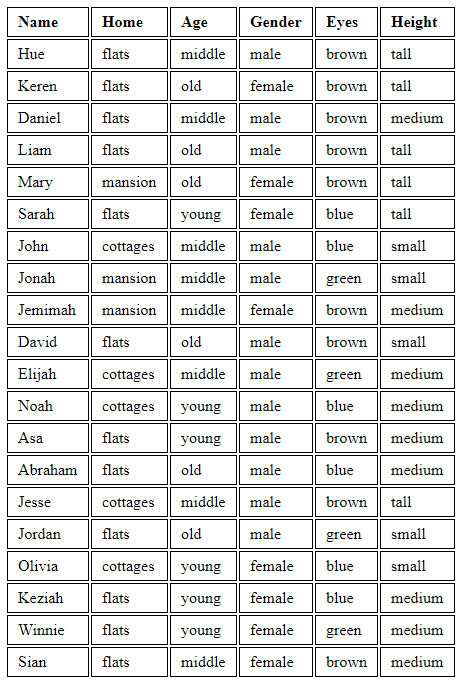 Name Home Age Gender Eyes Height
Hue flats middle male brown tall
Keren flats old female brown tall
Daniel flats middle male brown medium
Liam flats old male brown tall
Mary mansion old female brown tall
Sarah flats young female blue tall
John cottages middle male blue small
Jonah mansion middle male green small
Jemimah mansion middle female brown medium
David flats old male brown small
Elijah cottages middle male green medium
Noah cottages young male blue medium
Asa flats young male brown medium
Abraham flats old male blue medium
Jesse cottages middle male brown tall
Jordan flats old male green small
Olivia cottages young female blue small
Keziah flats young female blue medium
Winnie flats young female green medium
Sian flats middle female brown medium